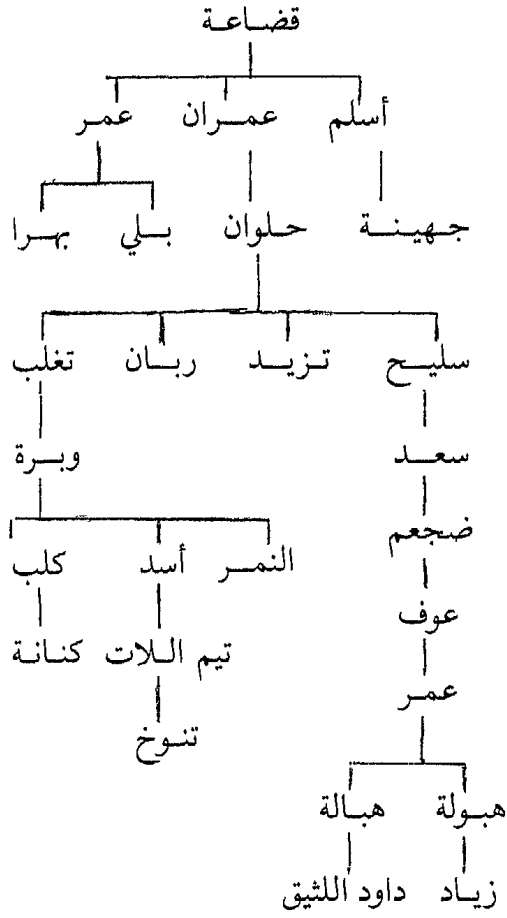 قضاعة
أسلم عمران عمر
جهينة حلوان بلي بهرا
سليح تزيد ربان تغلب
سعد وبرة
ضجعم
النمر أسد كلب
عوف
تيم اللات كنانة
عمر
تنوخ
هبولة هبالة
زياد داود اللثيق